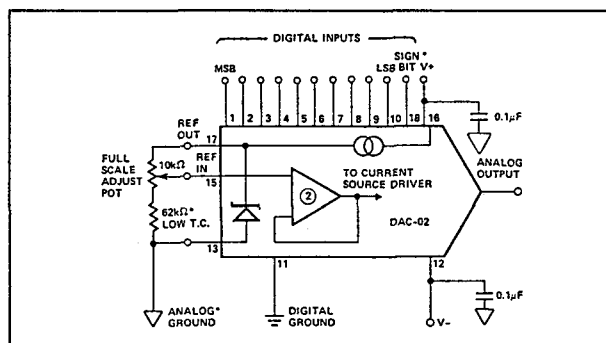 DIGITAL INPUTS
MSB
LSB
SIGN*
BIT V+
1 2 3 4 5 6 7 8 9 10 18 16
0.1μF
REF
OUT
17
REF
IN
15
FULL
SCALE
ADJUST
POT
10kΩ
62kΩ*
LOW T.C.
2
TO CURRENT
SOURCE DRIVER
DAC-02
ANALOG
OUTPUT
13
11
12
0.1μF
ANALOG*
GROUND
DIGITAL
GROUND
V–